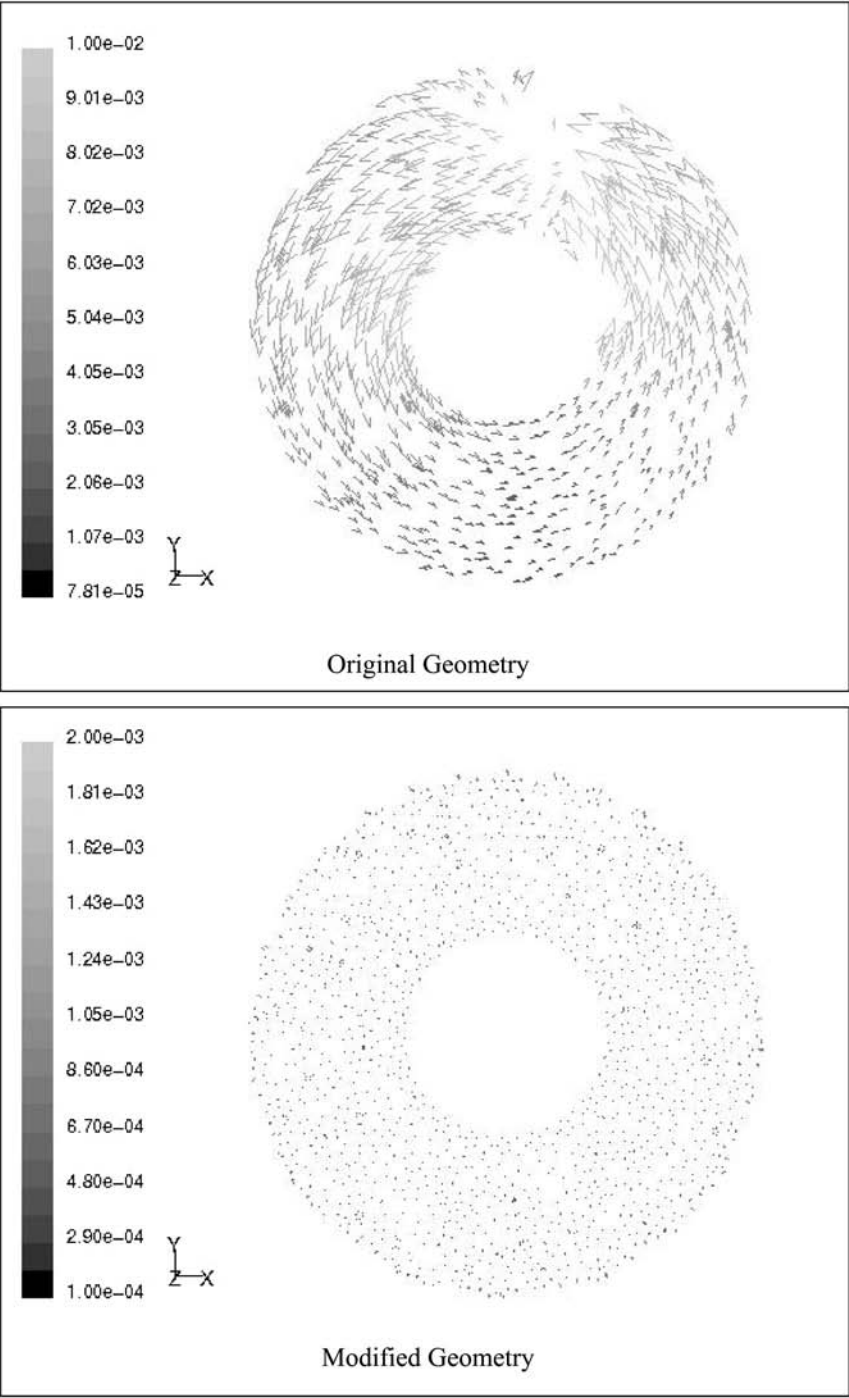 1.00e−02
9.01e−03
8.02e−03
7.02e−03
6.03e−03
5.04e−03
4.05e−03
3.05e−03
2.06e−03
1.07e−03
7.81e−05
Y
Z X
Original Geometry
2.00e−03
1.81e−03
1.62e−03
1.43e−03
1.24e−03
1.05e−03
8.60e−04
6.70e−04
4.80e−04
2.90e−04
1.00e−04
Y
Z X
Modified Geometry